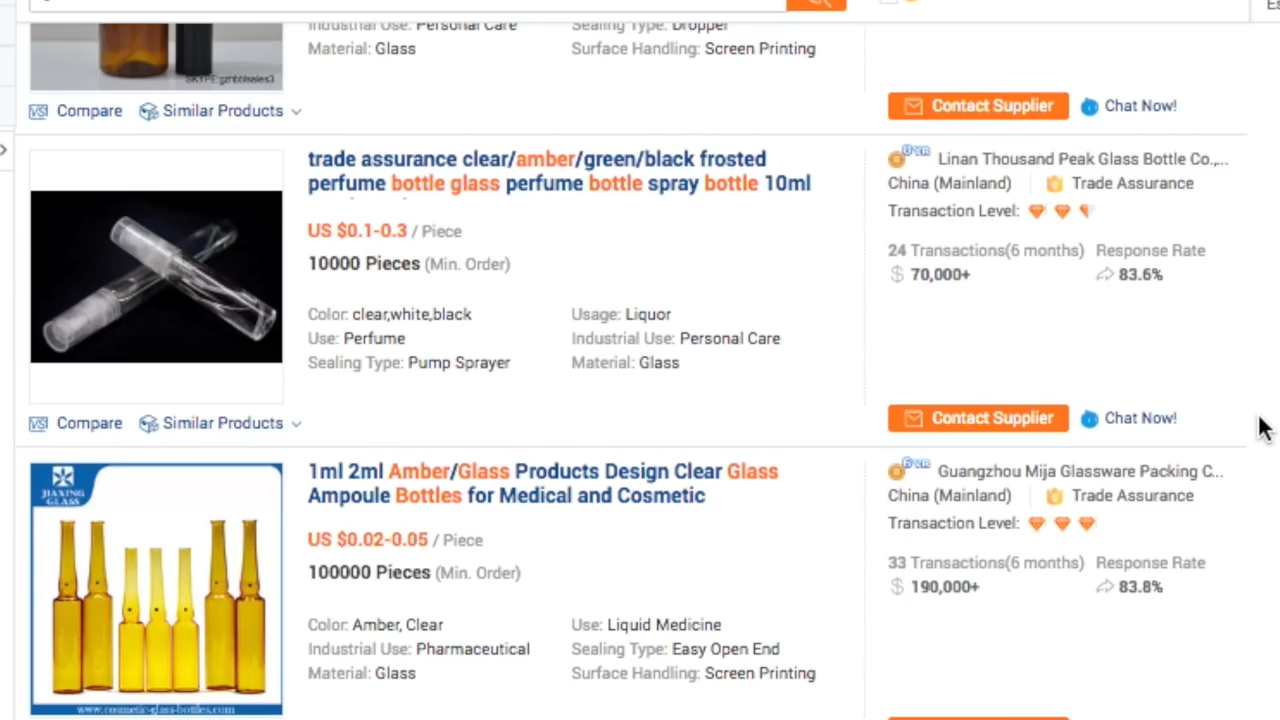 Industrial Use: Personal Care
Sealing Type: Dropper
Material: Glass
Surface Handling: Screen Printing
SKYPE:gzhbblsales3
Compare
Similar Products
Contact Supplier
Chat Now!
trade assurance clear/amber/green/black frosted
perfume bottle glass perfume bottle spray bottle 10ml
US $0.1-0.3 / Piece
10000 Pieces (Min. Order)
Color: clear,white,black
Usage: Liquor
Use: Perfume
Industrial Use: Personal Care
Sealing Type: Pump Sprayer
Material: Glass
Linan Thousand Peak Glass Bottle Co.,...
China (Mainland)
Trade Assurance
Transaction Level:
24 Transactions(6 months)
Response Rate
$ 70,000+
83.6%
Compare
Similar Products
Contact Supplier
Chat Now!
JIAXING
GLASS
www.cosmetic-glass-bottles.com
1ml 2ml Amber/Glass Products Design Clear Glass
Ampoule Bottles for Medical and Cosmetic
US $0.02-0.05 / Piece
100000 Pieces (Min. Order)
Color: Amber, Clear
Use: Liquid Medicine
Industrial Use: Pharmaceutical
Sealing Type: Easy Open End
Material: Glass
Surface Handling: Screen Printing
Guangzhou Mija Glassware Packing C...
China (Mainland)
Trade Assurance
Transaction Level:
33 Transactions(6 months)
Response Rate
$ 190,000+
83.8%